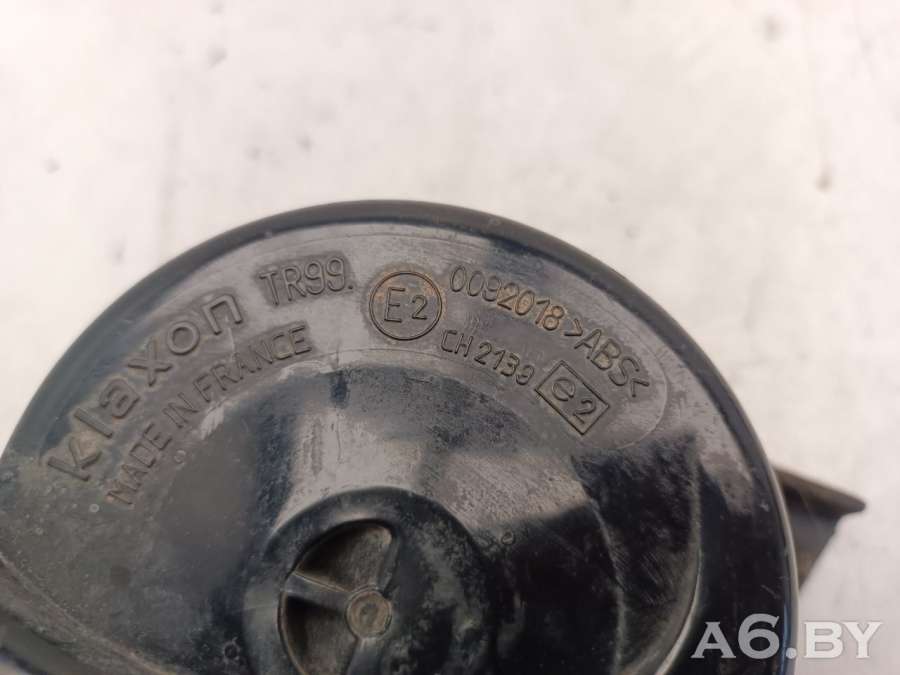 klaxon TR99.
MADE IN FRANCE
E2 0092018 >ABS<
CH 2139 e2
A6.BY